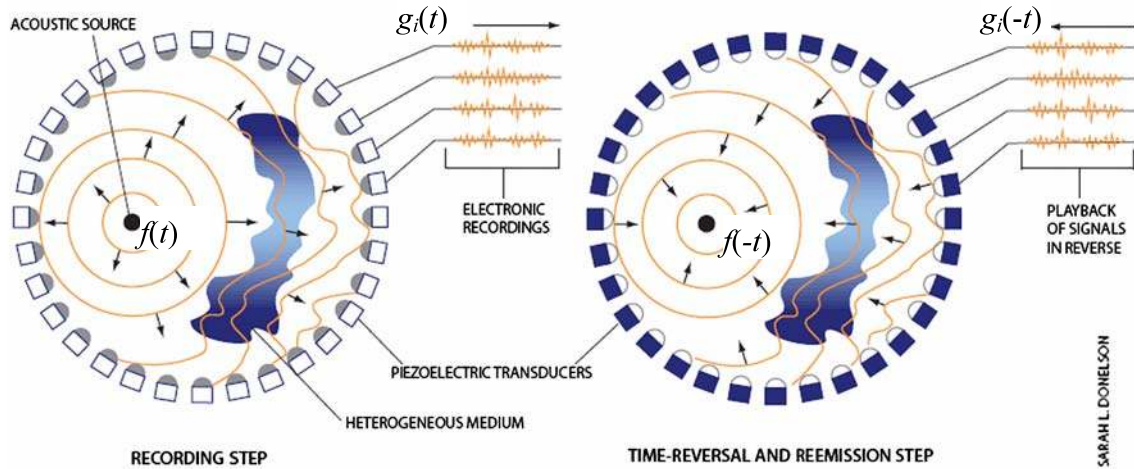 ACOUSTIC SOURCE
g_i(t)
f(t)
ELECTRONIC
RECORDINGS
PIEZOELECTRIC TRANSDUCERS
HETEROGENEOUS MEDIUM
RECORDING STEP
g_i(-t)
f(-t)
PLAYBACK
OF SIGNALS
IN REVERSE
TIME-REVERSAL AND REEMISSION STEP
SARAH L. DONELSON